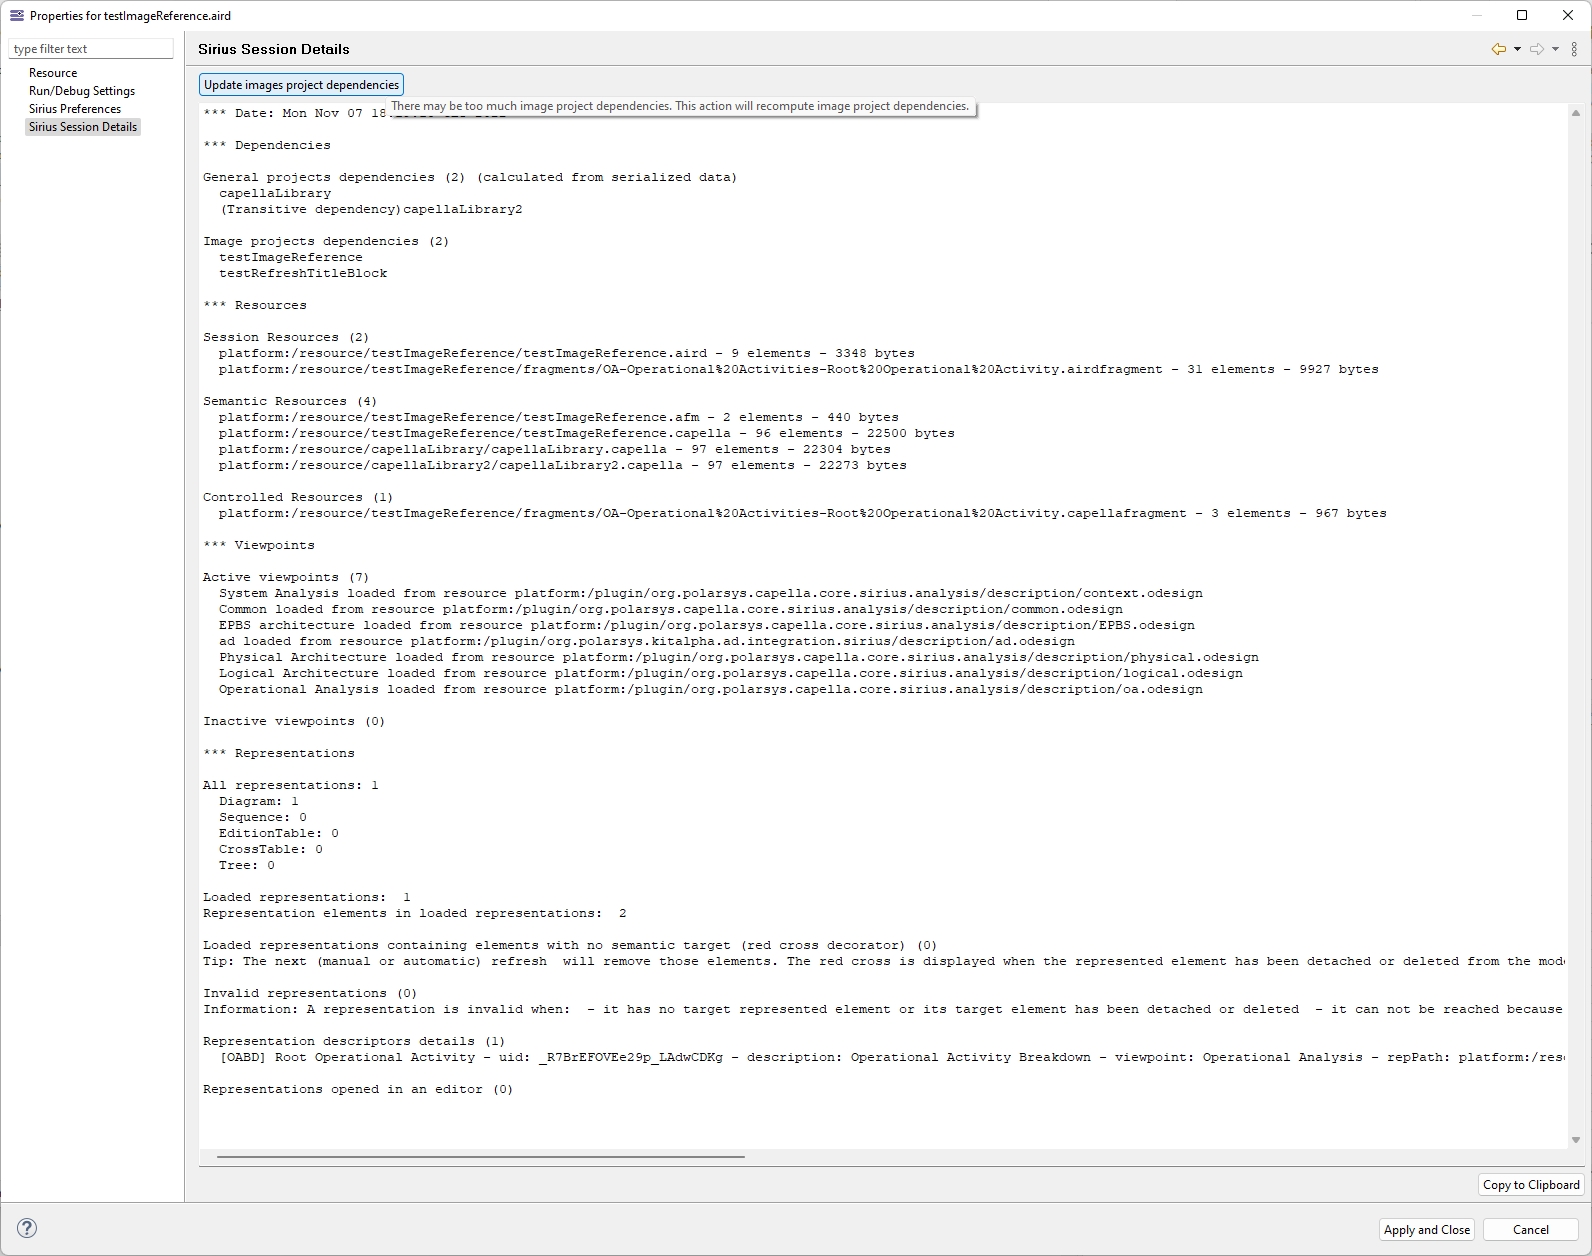 Properties for testImageReference.aird
type filter text
Resource
Run/Debug Settings
Sirius Preferences
Sirius Session Details
Sirius Session Details
Update images project dependencies
There may be too much image project dependencies. This action will recompute image project dependencies.
*** Date: Mon Nov 07 18
*** Dependencies
General projects dependencies (2) (calculated from serialized data)
capellaLibrary
(Transitive dependency)capellaLibrary2
Image projects dependencies (2)
testImageReference
testRefreshTitleBlock
*** Resources
Session Resources (2)
platform:/resource/testImageReference/testImageReference.aird - 9 elements - 3348 bytes
platform:/resource/testImageReference/fragments/OA-Operational%20Activities-Root%20Operational%20Activity.airdfragment - 31 elements - 9927 bytes
Semantic Resources (4)
platform:/resource/testImageReference/testImageReference.afm - 2 elements - 440 bytes
platform:/resource/testImageReference/testImageReference.capella - 96 elements - 22500 bytes
platform:/resource/capellaLibrary/capellaLibrary.capella - 97 elements - 22304 bytes
platform:/resource/capellaLibrary2/capellaLibrary2.capella - 97 elements - 22273 bytes
Controlled Resources (1)
platform:/resource/testImageReference/fragments/OA-Operational%20Activities-Root%20Operational%20Activity.capellafragment - 3 elements - 967 bytes
*** Viewpoints
Active viewpoints (7)
System Analysis loaded from resource platform:/plugin/org.polarsys.capella.core.sirius.analysis/description/context.odesign
Common loaded from resource platform:/plugin/org.polarsys.capella.core.sirius.analysis/description/common.odesign
EPBS architecture loaded from resource platform:/plugin/org.polarsys.capella.core.sirius.analysis/description/EPBS.odesign
ad loaded from resource platform:/plugin/org.polarsys.kitalpha.ad.integration.sirius/description/ad.odesign
Physical Architecture loaded from resource platform:/plugin/org.polarsys.capella.core.sirius.analysis/description/physical.odesign
Logical Architecture loaded from resource platform:/plugin/org.polarsys.capella.core.sirius.analysis/description/logical.odesign
Operational Analysis loaded from resource platform:/plugin/org.polarsys.capella.core.sirius.analysis/description/oa.odesign
Inactive viewpoints (0)
*** Representations
All representations: 1
Diagram: 1
Sequence: 0
EditionTable: 0
CrossTable: 0
Tree: 0
Loaded representations:  1
Representation elements in loaded representations:  2
Loaded representations containing elements with no semantic target (red cross decorator) (0)
Tip: The next (manual or automatic) refresh  will remove those elements. The red cross is displayed when the represented element has been detached or deleted from the mod
Invalid representations (0)
Information: A representation is invalid when:  - it has no target represented element or its target element has been detached or deleted  - it can not be reached because
Representation descriptors details (1)
[OABD] Root Operational Activity - uid: _R7BrEFOVEe29p_LAdwCDKg - description: Operational Activity Breakdown - viewpoint: Operational Analysis - repPath: platform:/res
Representations opened in an editor (0)
Copy to Clipboard
Apply and Close
Cancel